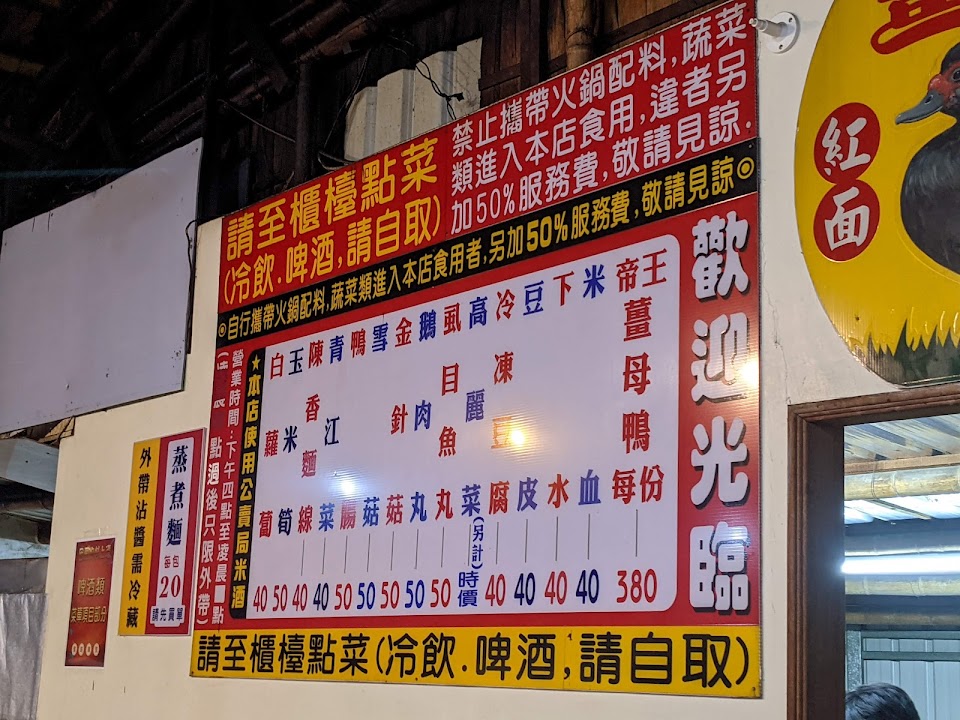 請至櫃檯點菜
(冷飲.啤酒,請自取)
禁止攜帶火鍋配料,蔬菜
類進入本店食用,違者另
加50%服務費,敬請見諒.
◎自行攜帶火鍋配料,蔬菜類進入本店食用者,另加50%服務費,敬請見諒◎
歡迎光臨
帝王薑母鴨每份 380
米血 40
下水 40
豆皮 40
冷凍豆腐 40
高麗菜(另計)時價
虱目魚丸 50
鵝肉丸 50
金針菇 50
雪菇 50
鴨腸 50
青江菜 40
陳香麵線 40
玉米筍 50
白蘿蔔 40
★本店使用公賣局米酒
營業時間:下午四點至凌晨 點
點過後只限外帶)
請至櫃檯點菜(冷飲.啤酒,請自取)
蒸煮麵
每包
20
請先買單
外帶沾醬需冷藏
啤酒類
紅面